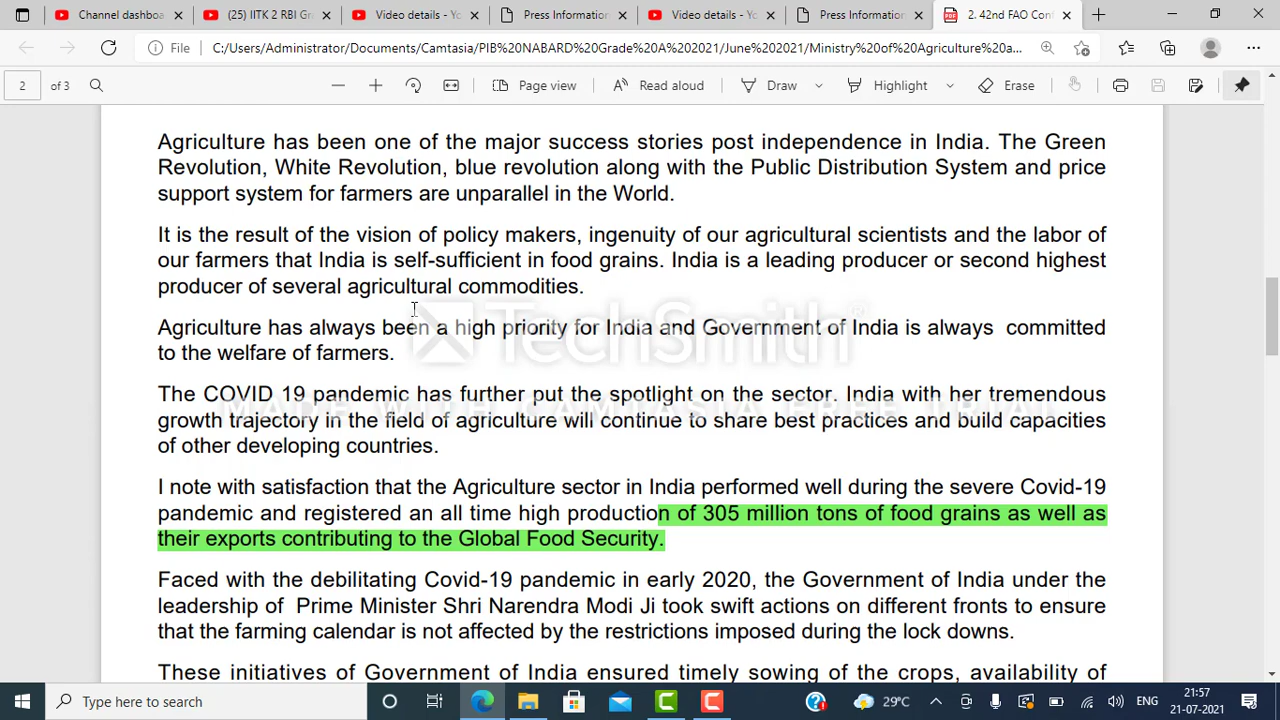 Channel dashboa
(25) IITK 2 RBI Gr
Video details - Yo
Press Information
Video details - Yo
Press Information
2. 42nd FAO Con
File
C:/Users/Administrator/Documents/Camtasia/PIB%20NABARD%20Grade%20A%202021/June%202021/Ministry%20of%20Agriculture%20a...
2 of 3
Page view
Read aloud
Draw
Highlight
Erase
Agriculture has been one of the major success stories post independence in India. The Green
Revolution, White Revolution, blue revolution along with the Public Distribution System and price
support system for farmers are unparallel in the World.
It is the result of the vision of policy makers, ingenuity of our agricultural scientists and the labor of
our farmers that India is self-sufficient in food grains. India is a leading producer or second highest
producer of several agricultural commodities.
Agriculture has always been a high priority for India and Government of India is always  committed
to the welfare of farmers.
TechSmith®
The COVID 19 pandemic has further put the spotlight on the sector. India with her tremendous
MADE WITH CAMTASIA FREE TRIAL
growth trajectory in the field of agriculture will continue to share best practices and build capacities
of other developing countries.
I note with satisfaction that the Agriculture sector in India performed well during the severe Covid-19
pandemic and registered an all time high production of 305 million tons of food grains as well as
their exports contributing to the Global Food Security.
Faced with the debilitating Covid-19 pandemic in early 2020, the Government of India under the
leadership of  Prime Minister Shri Narendra Modi Ji took swift actions on different fronts to ensure
that the farming calendar is not affected by the restrictions imposed during the lock downs.
These initiatives of Government of India ensured timely sowing of the crops, availability of
Type here to search
29°C
ENG
21:57
21-07-2021